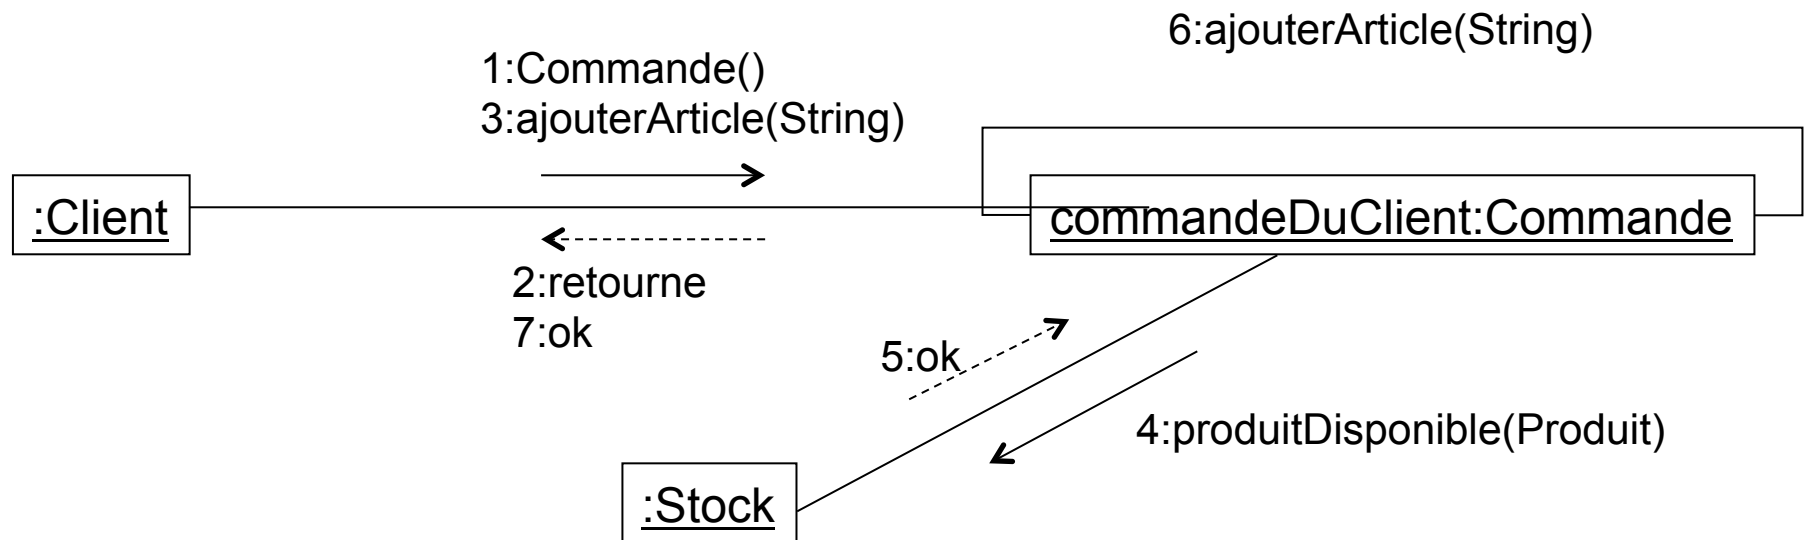 6:ajouterArticle(String)
1:Commande()
3:ajouterArticle(String)
:Client
commandeDuClient:Commande
2:retourne
7:ok
5:ok
4:produitDisponible(Produit)
:Stock